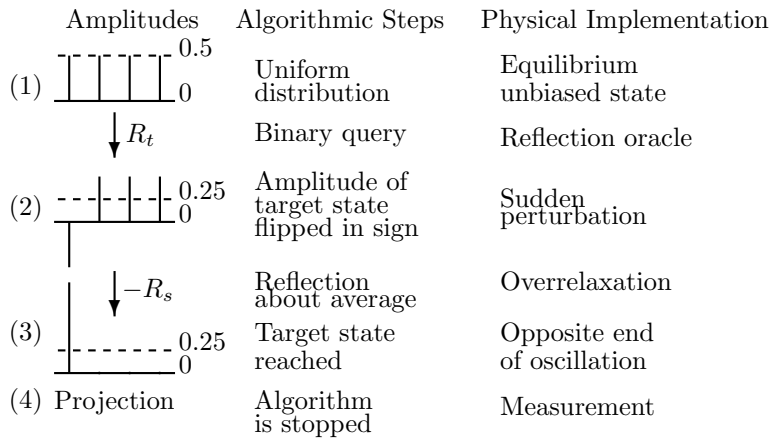 Amplitudes Algorithmic Steps Physical Implementation
0.5
(1) 0 Uniform distribution Equilibrium unbiased state
R_t Binary query Reflection oracle
(2) 0.25 0 Amplitude of target state flipped in sign Sudden perturbation
−R_s Reflection about average Overrelaxation
(3) 0.25 0 Target state reached Opposite end of oscillation
(4) Projection Algorithm is stopped Measurement